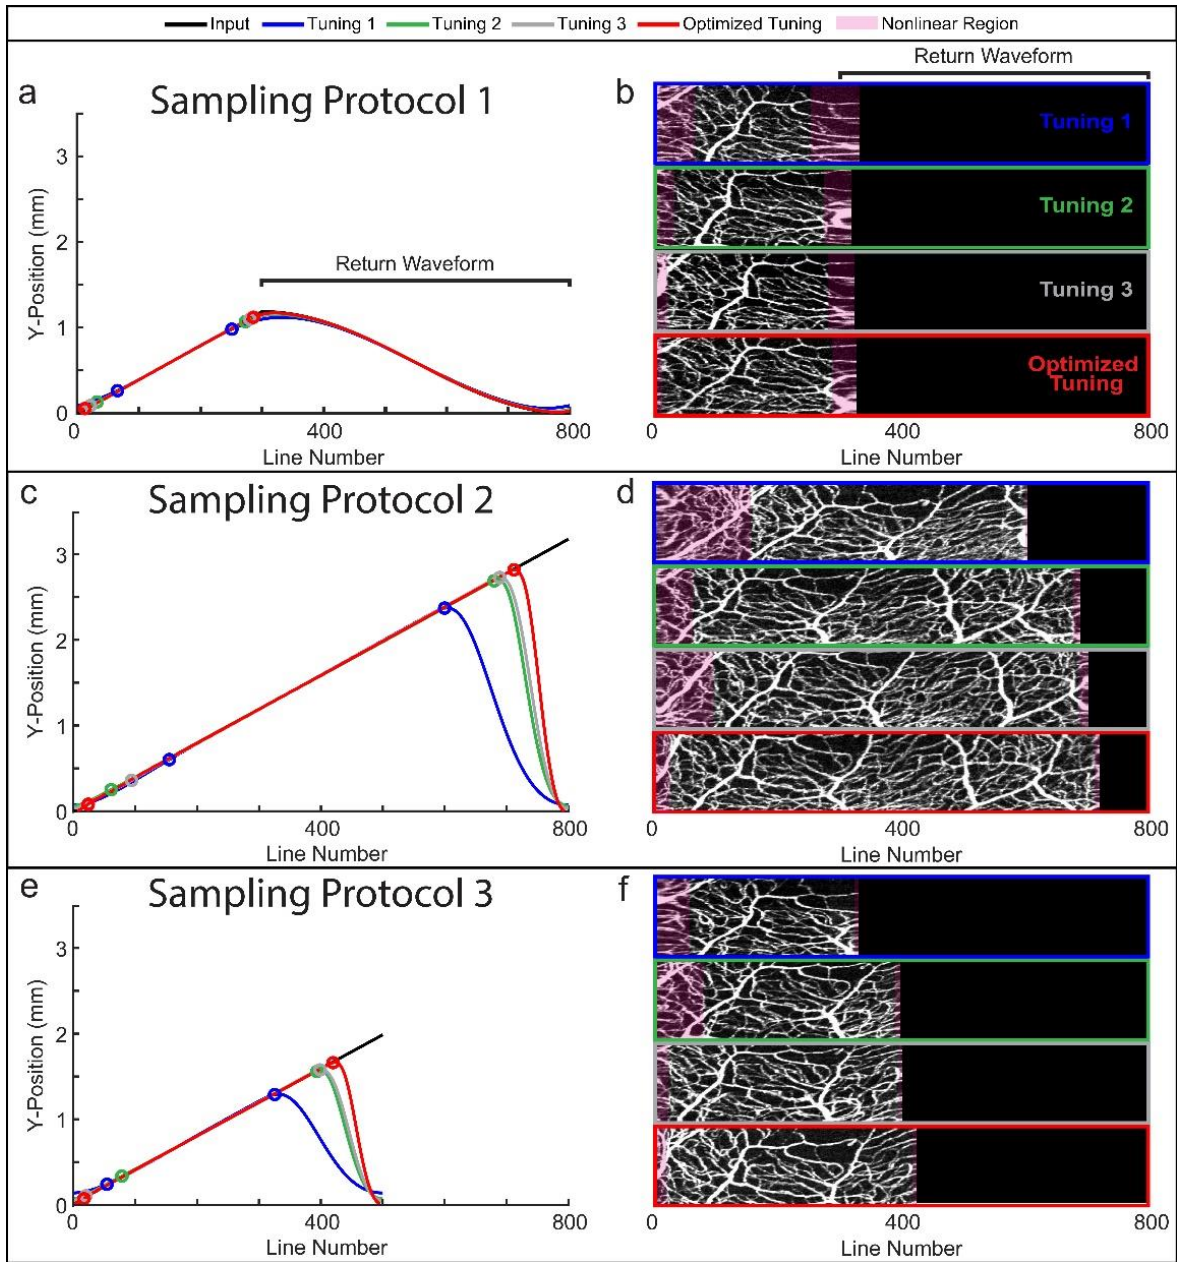 Input Tuning 1 Tuning 2 Tuning 3 Optimized Tuning Nonlinear Region
a Sampling Protocol 1
Y-Position (mm)
3
2
1
0
Return Waveform
0 400 800
Line Number
b
Return Waveform
Tuning 1
Tuning 2
Tuning 3
Optimized
Tuning
0 400 800
Line Number
c Sampling Protocol 2
Y-Position (mm)
3
2
1
0
0 400 800
Line Number
d
0 400 800
Line Number
e Sampling Protocol 3
Y-Position (mm)
3
2
1
0
0 400 800
Line Number
f
0 400 800
Line Number